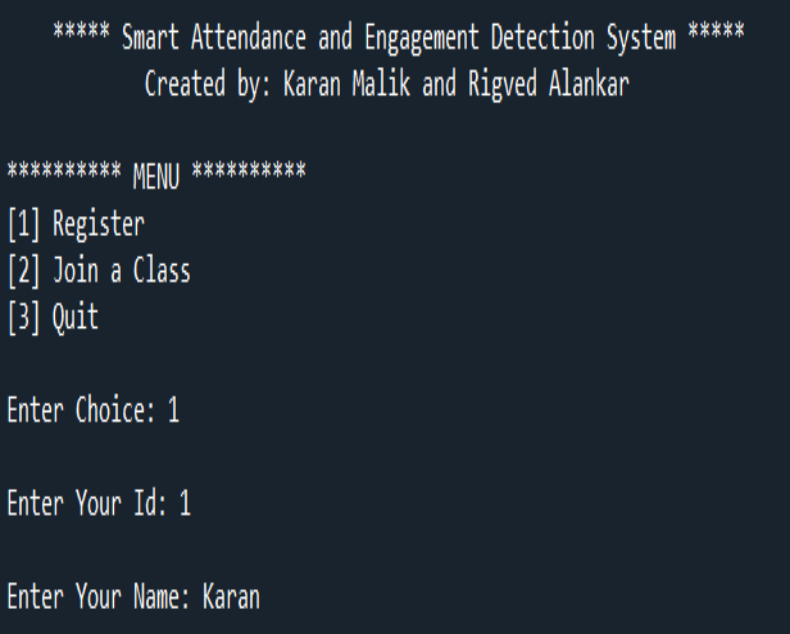 ***** Smart Attendance and Engagement Detection System *****
Created by: Karan Malik and Rigved Alankar
********** MENU **********
[1] Register
[2] Join a Class
[3] Quit
Enter Choice: 1
Enter Your Id: 1
Enter Your Name: Karan